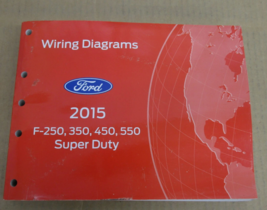 Wiring Diagrams
Ford
2015
F-250, 350, 450, 550
Super Duty